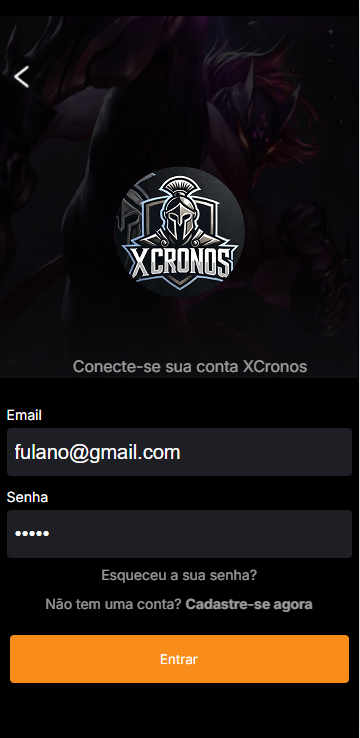 XCRONOS
Conecte-se sua conta XCronos
Email
fulano@gmail.com
Senha
•••••
Esqueceu a sua senha?
Não tem uma conta? Cadastre-se agora
Entrar